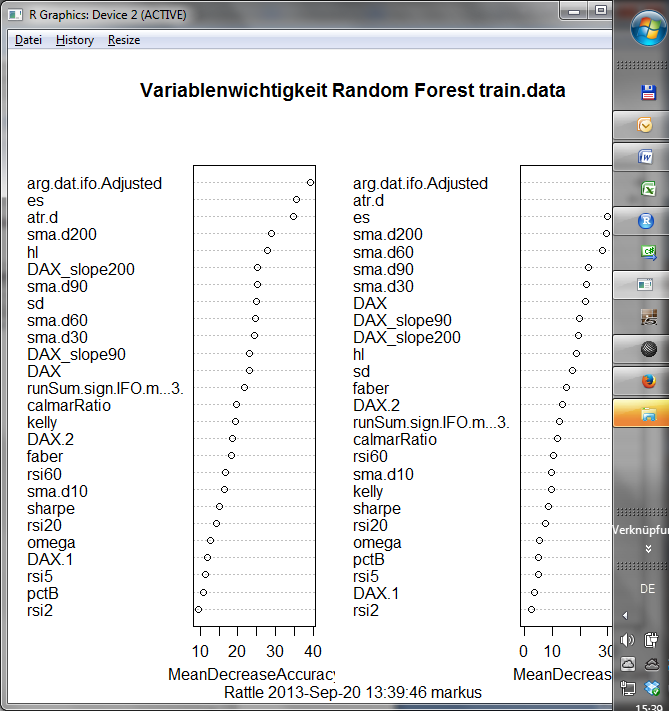 R Graphics: Device 2 (ACTIVE)
Datei History Resize
Variablenwichtigkeit Random Forest train.data
arg.dat.ifo.Adjusted
es
atr.d
sma.d200
hl
DAX_slope200
sma.d90
sd
sma.d60
sma.d30
DAX_slope90
DAX
runSum.sign.IFO.m...3.
calmarRatio
kelly
DAX.2
faber
rsi60
sma.d10
sharpe
rsi20
omega
DAX.1
rsi5
pctB
rsi2
10 20 30 40
MeanDecreaseAccuracy
arg.dat.ifo.Adjusted
atr.d
es
sma.d200
sma.d60
sma.d90
sma.d30
DAX
DAX_slope90
DAX_slope200
hl
sd
faber
DAX.2
runSum.sign.IFO.m...3.
calmarRatio
rsi60
sma.d10
kelly
sharpe
rsi20
omega
pctB
rsi5
DAX.1
rsi2
0 10 30
MeanDecreas
Rattle 2013-Sep-20 13:39:46 markus
Verknüpfu
DE
15:39